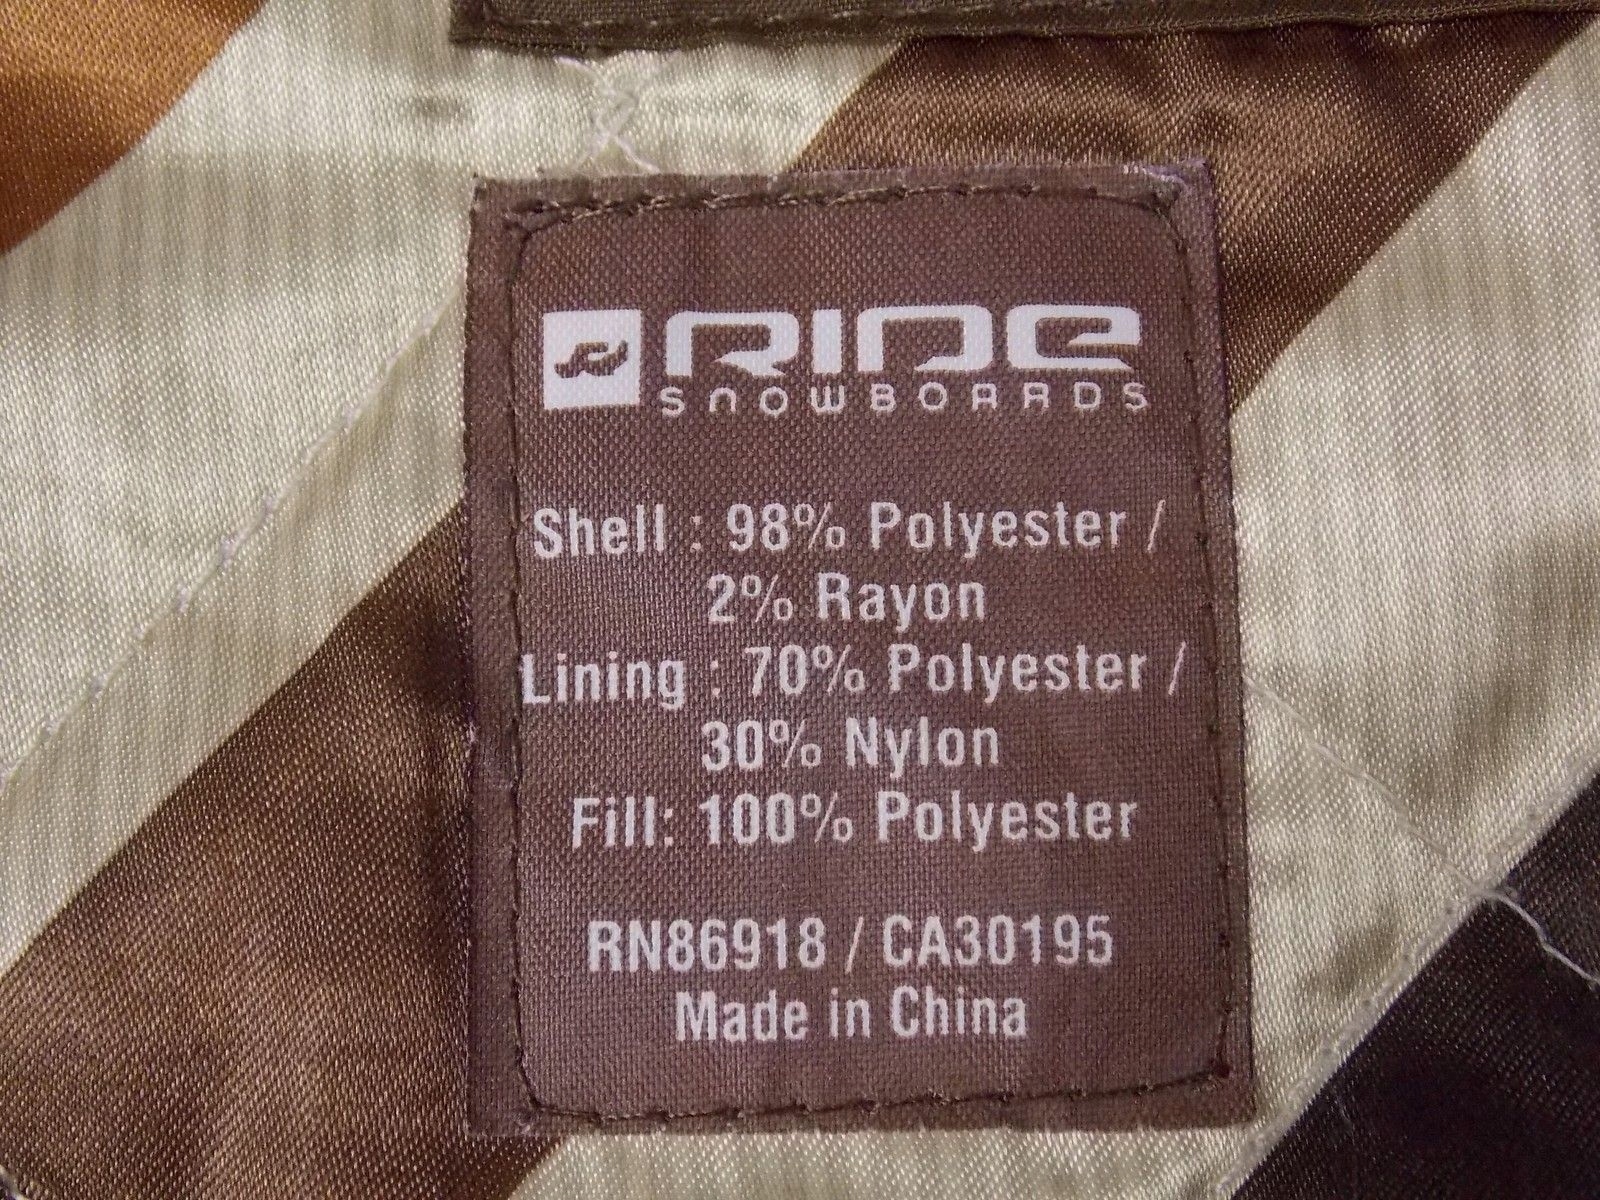 RIDE
SNOWBOARDS
Shell : 98% Polyester /
2% Rayon
Lining : 70% Polyester /
30% Nylon
Fill: 100% Polyester
RN86918 / CA30195
Made in China